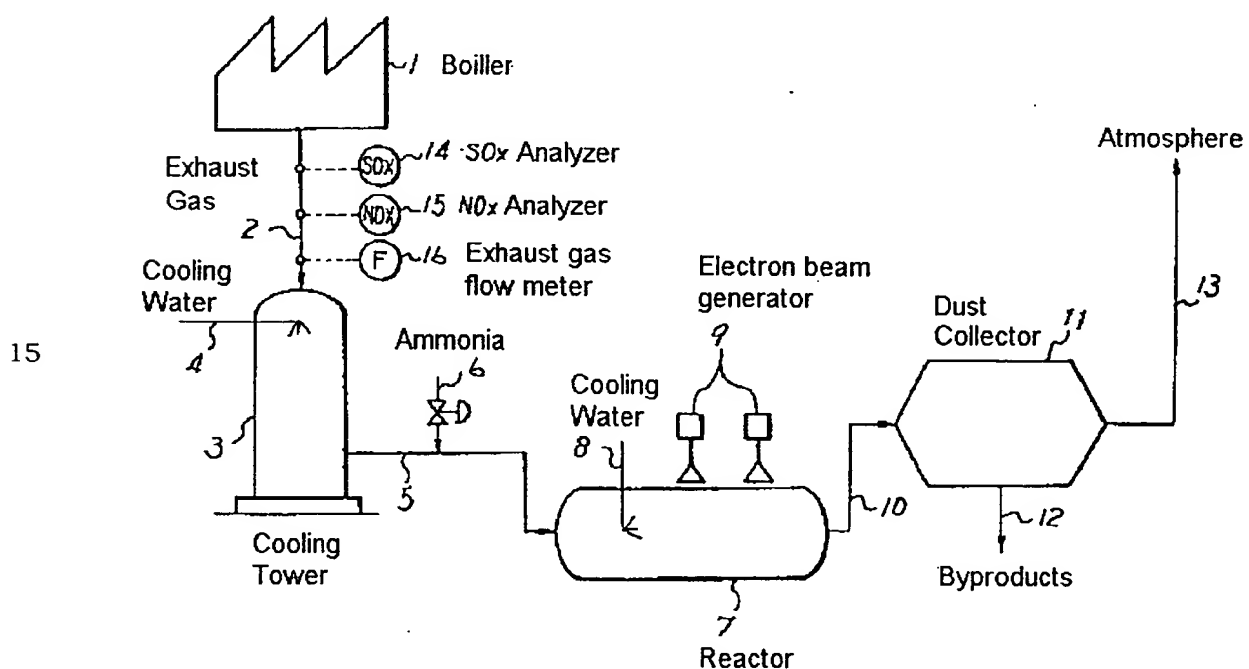 1 Boiller
Exhaust
Gas
SOx 14 SOx Analyzer
2
NOx 15 NOx Analyzer
F 16 Exhaust gas
flow meter
Cooling
Water
4
3
Cooling
Tower
15
Ammonia
6
5
Cooling
Water
8
Electron beam
generator
9
7
Reactor
10
Dust
Collector
11
12
Byproducts
13
Atmosphere